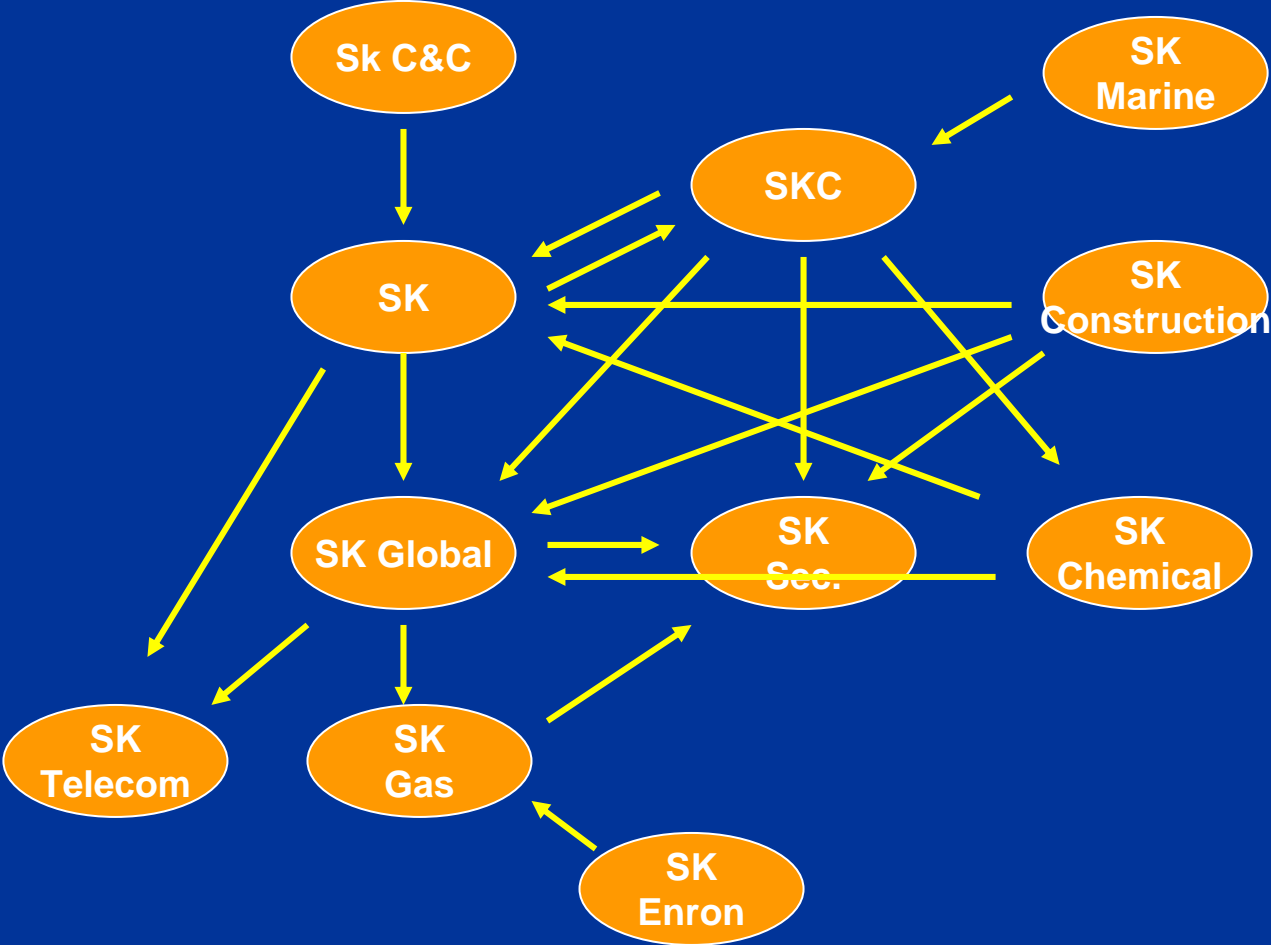 Sk C&C
SK
Marine
SKC
SK
SK
Construction
SK Global
SK
Sec.
SK
Chemical
SK
Telecom
SK
Gas
SK
Enron